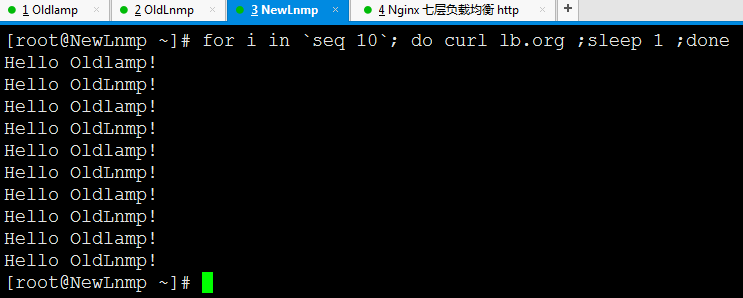 1 Oldlamp × 2 OldLnmp × 3 NewLnmp × 4 Nginx 七层负载均衡 http × +
[root@NewLnmp ~]# for i in `seq 10`; do curl lb.org ;sleep 1 ;done
Hello Oldlamp!
Hello OldLnmp!
Hello Oldlamp!
Hello OldLnmp!
Hello Oldlamp!
Hello OldLnmp!
Hello Oldlamp!
Hello OldLnmp!
Hello Oldlamp!
Hello OldLnmp!
[root@NewLnmp ~]#